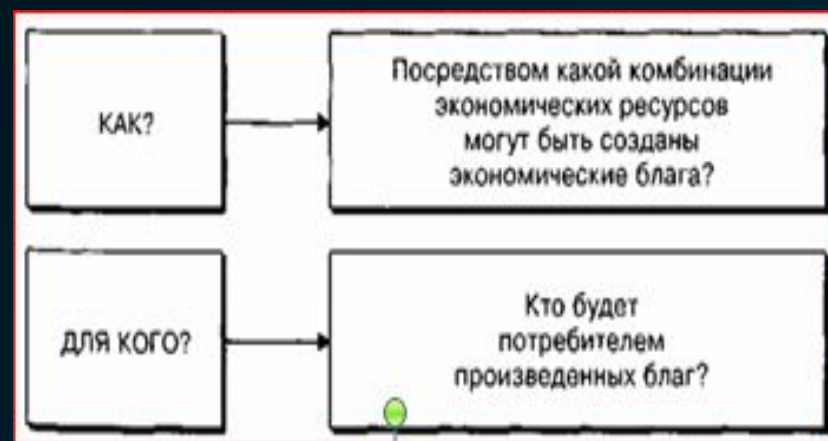 КАК?
Посредством какой комбинации
экономических ресурсов
могут быть созданы
экономические блага?
ДЛЯ КОГО?
Кто будет
потребителем
произведенных благ?